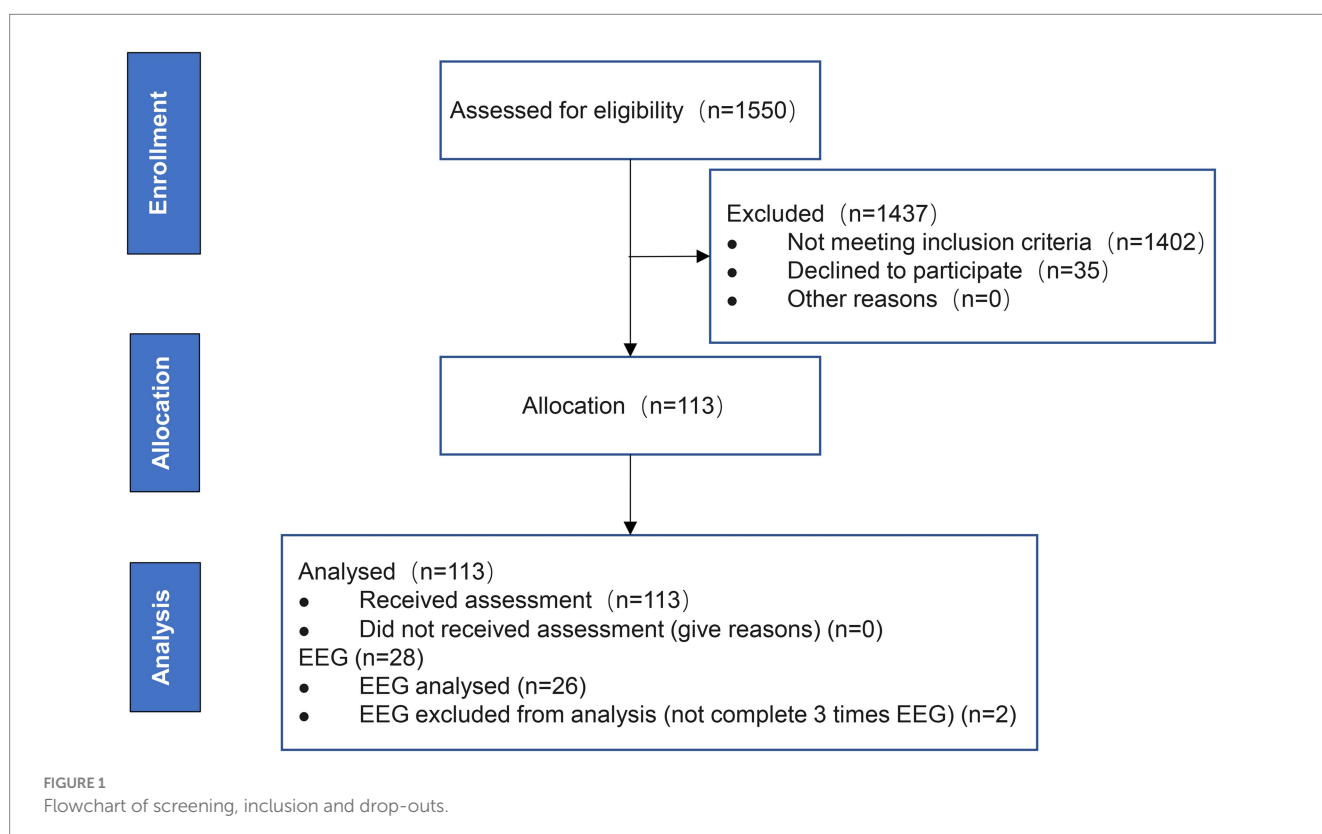 Enrollment
Assessed for eligibility（n=1550）
Excluded（n=1437）
● Not meeting inclusion criteria（n=1402）
● Declined to participate（n=35）
● Other reasons（n=0）
Allocation
Allocation（n=113）
Analysis
Analysed（n=113）
● Received assessment（n=113）
● Did not received assessment (give reasons) (n=0)
EEG (n=28)
● EEG analysed (n=26)
● EEG excluded from analysis (not complete 3 times EEG) (n=2)
FIGURE 1
Flowchart of screening, inclusion and drop-outs.